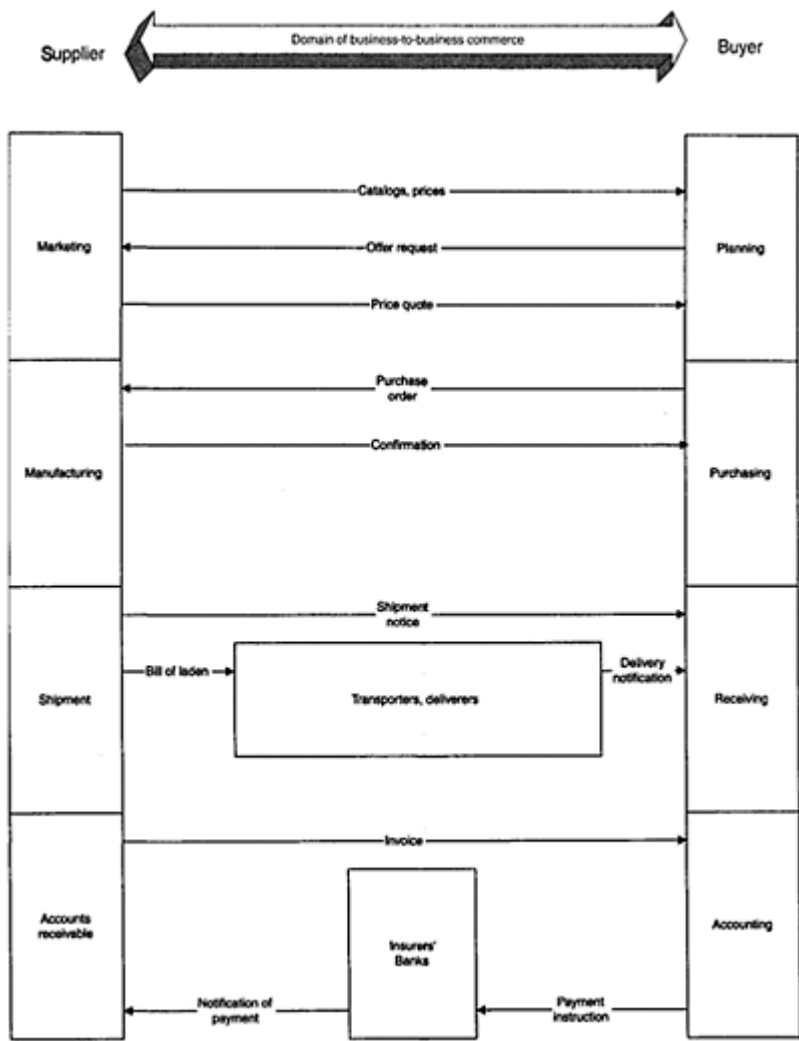 Domain of business-to-business commerce
Supplier
Buyer
Catalogs, prices
Marketing
Offer request
Planning
Price quote
Purchase
order
Confirmation
Manufacturing
Purchasing
Shipment
notice
Bill of laden
Delivery
notification
Shipment
Transporters, deliverers
Receiving
Invoice
Accounts
receivable
Insurers'
Banks
Accounting
Notification of
payment
Payment
instruction